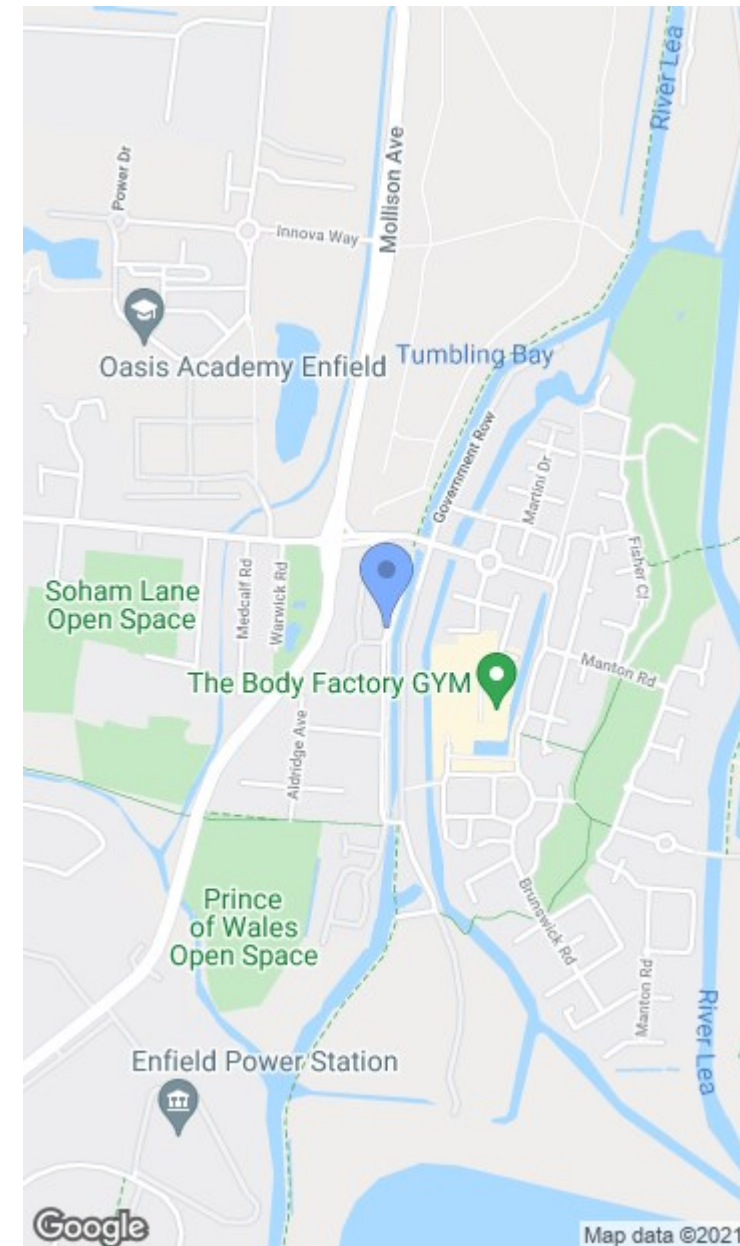 River Lea
Mollison Ave
Power Dr
Innova Way
Oasis Academy Enfield
Tumbling Bay
Government Row
Martini Dr
Fisher Cl
Soham Lane
Open Space
Medcalf Rd
Warwick Rd
Manton Rd
The Body Factory GYM
Aldridge Ave
Prince
of Wales
Open Space
Brunswick Rd
Manton Rd
River Lea
Enfield Power Station
Google
Map data ©2021